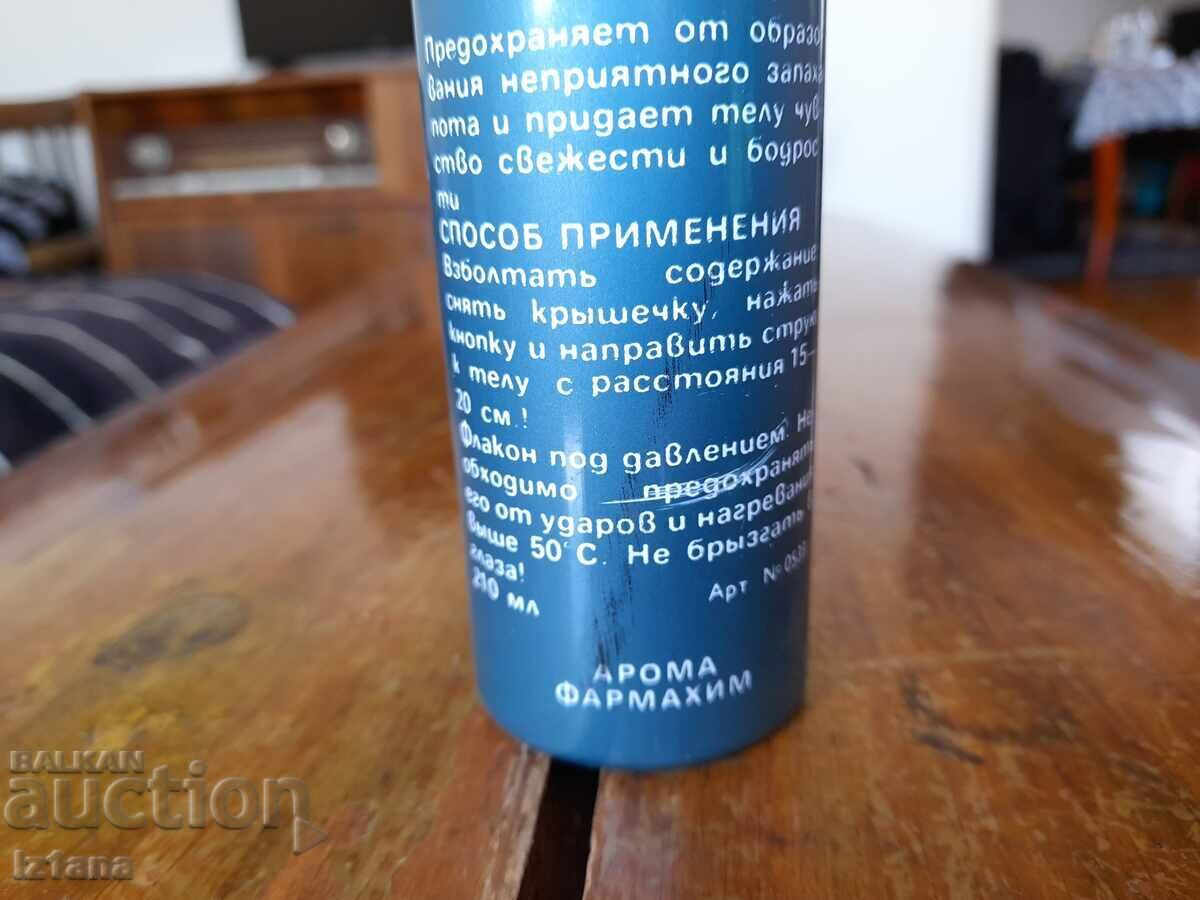 Предохраняет от образо
вания неприятного запаха
пота и придает телу чув
ство свежести и бодрос
ти
СПОСОБ ПРИМЕНЕНИЯ
Взболтать содержание
снять крышечку, нажать
кнопку и направить струю
к телу с расстояния 15-
20 см.!
Флакон под давлением. Не
обходимо предохранять
его от ударов и нагревания
выше 50°C. Не брызгать
глаза!
210 мл
Арт №
АРОМА
ФАРМАХИМ
BALKAN
auction
Iztana